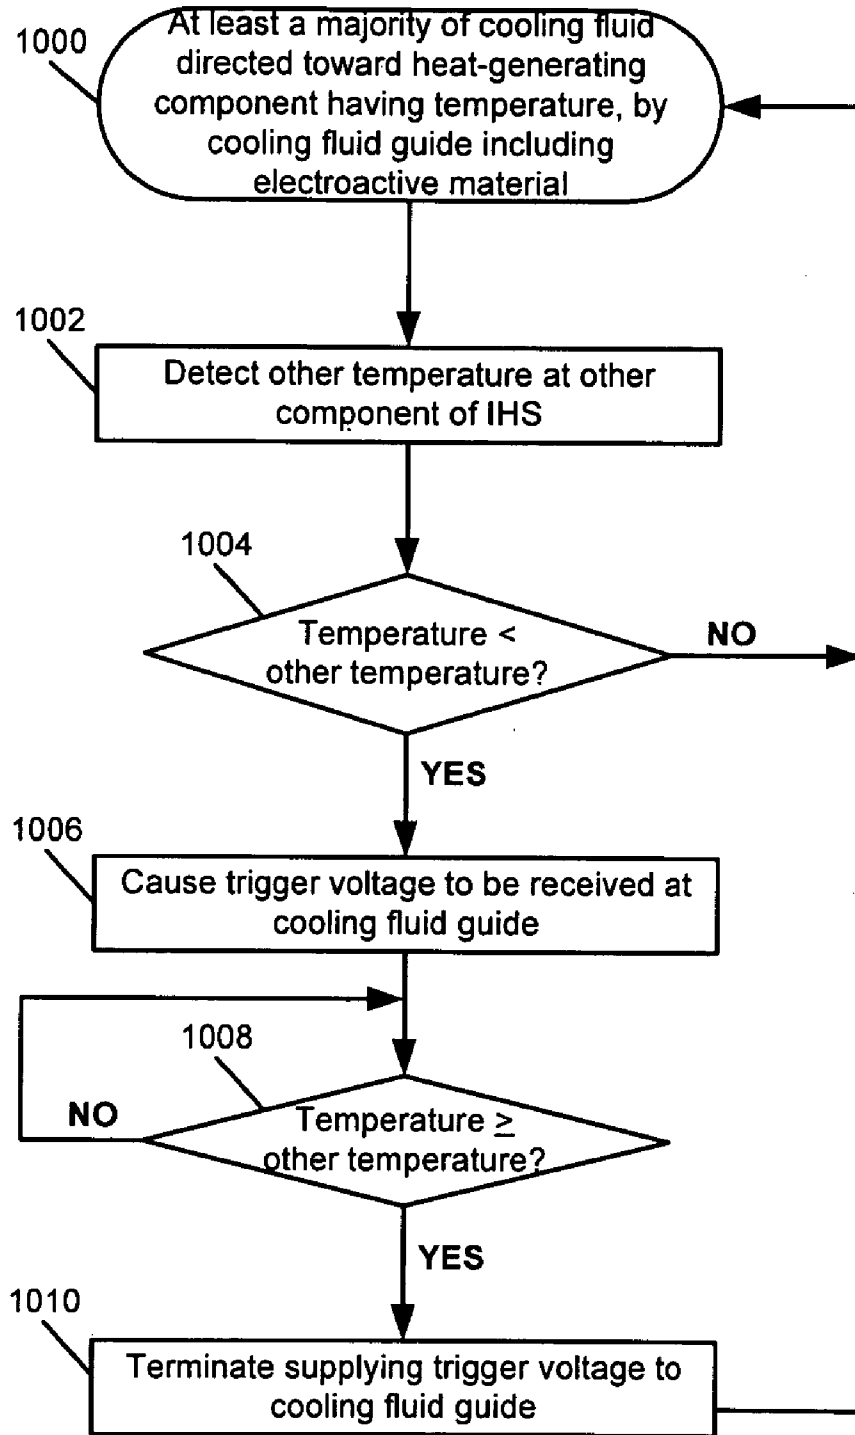 1000
At least a majority of cooling fluid
directed toward heat-generating
component having temperature, by
cooling fluid guide including
electroactive material
1002
Detect other temperature at other
component of IHS
1004
Temperature <
other temperature?
NO
YES
1006
Cause trigger voltage to be received at
cooling fluid guide
1008
Temperature ≥
other temperature?
NO
YES
1010
Terminate supplying trigger voltage to
cooling fluid guide